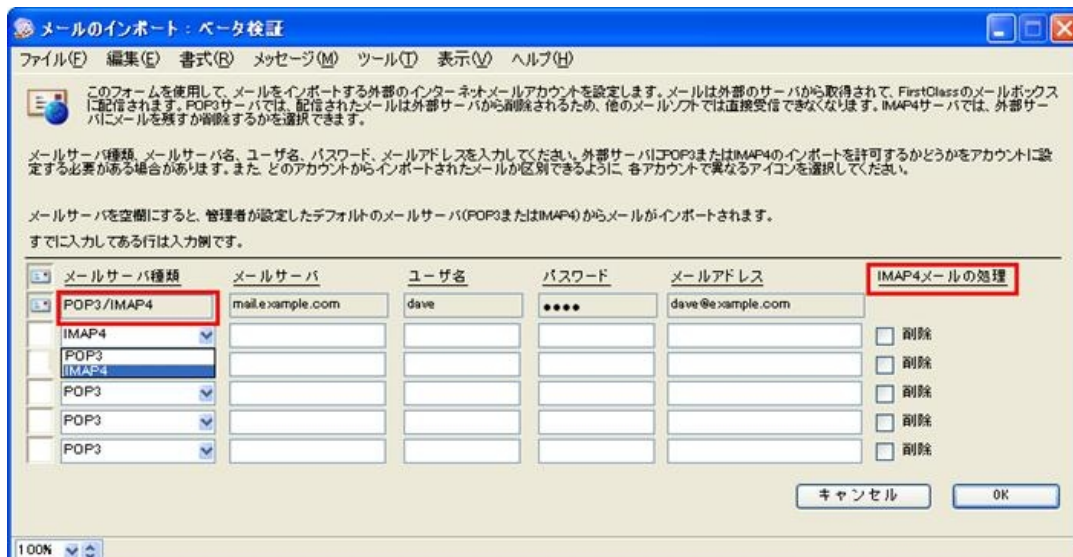 メールのインポート：ベータ検証
ファイル(F) 編集(E) 書式(R) メッセージ(M) ツール(T) 表示(V) ヘルプ(H)
このフォームを使用して、メールをインポートする外部のインターネットメールアカウントを設定します。メールは外部のサーバから取得されて、FirstClassのメールボックス
に配信されます。POP3サーバでは、配信されたメールは外部サーバから削除されるため、他のメールソフトでは直接受信できなくなります。IMAP4サーバでは、外部サー
バにメールを残すか削除するかを選択できます。
メールサーバ種類、メールサーバ名、ユーザ名、パスワード、メールアドレスを入力してください。外部サーバにPOP3またはIMAP4のインポートを許可するかどうかをアカウントに設
定する必要がある場合があります。また、どのアカウントからインポートされたメールか区別できるように、各アカウントで異なるアイコンを選択してください。
メールサーバを空欄にすると、管理者が設定したデフォルトのメールサーバ(POP3またはIMAP4)からメールがインポートされます。
すでに入力してある行は入力例です。
メールサーバ種類 メールサーバ ユーザ名 パスワード メールアドレス IMAP4メールの処理
POP3/IMAP4 mail.example.com dave ●●●● dave@example.com
IMAP4 削除
POP3
IMAP4 削除
POP3 削除
POP3 削除
POP3 削除
キャンセル OK
100%